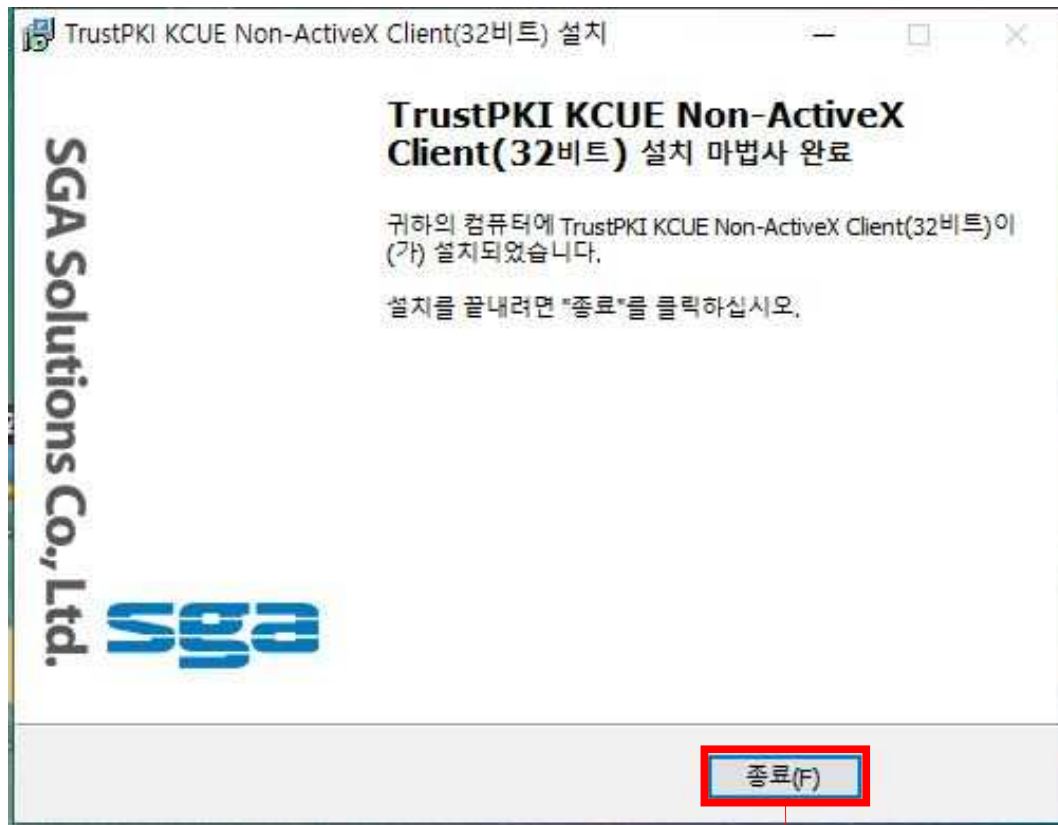 TrustPKI KCUE Non-ActiveX Client(32비트) 설치
TrustPKI KCUE Non-ActiveX
Client(32비트) 설치 마법사 완료
귀하의 컴퓨터에 TrustPKI KCUE Non-ActiveX Client(32비트)이
(가) 설치되었습니다.
설치를 끝내려면 "종료"를 클릭하십시오.
SGA Solutions Co., Ltd.
sga
종료(F)